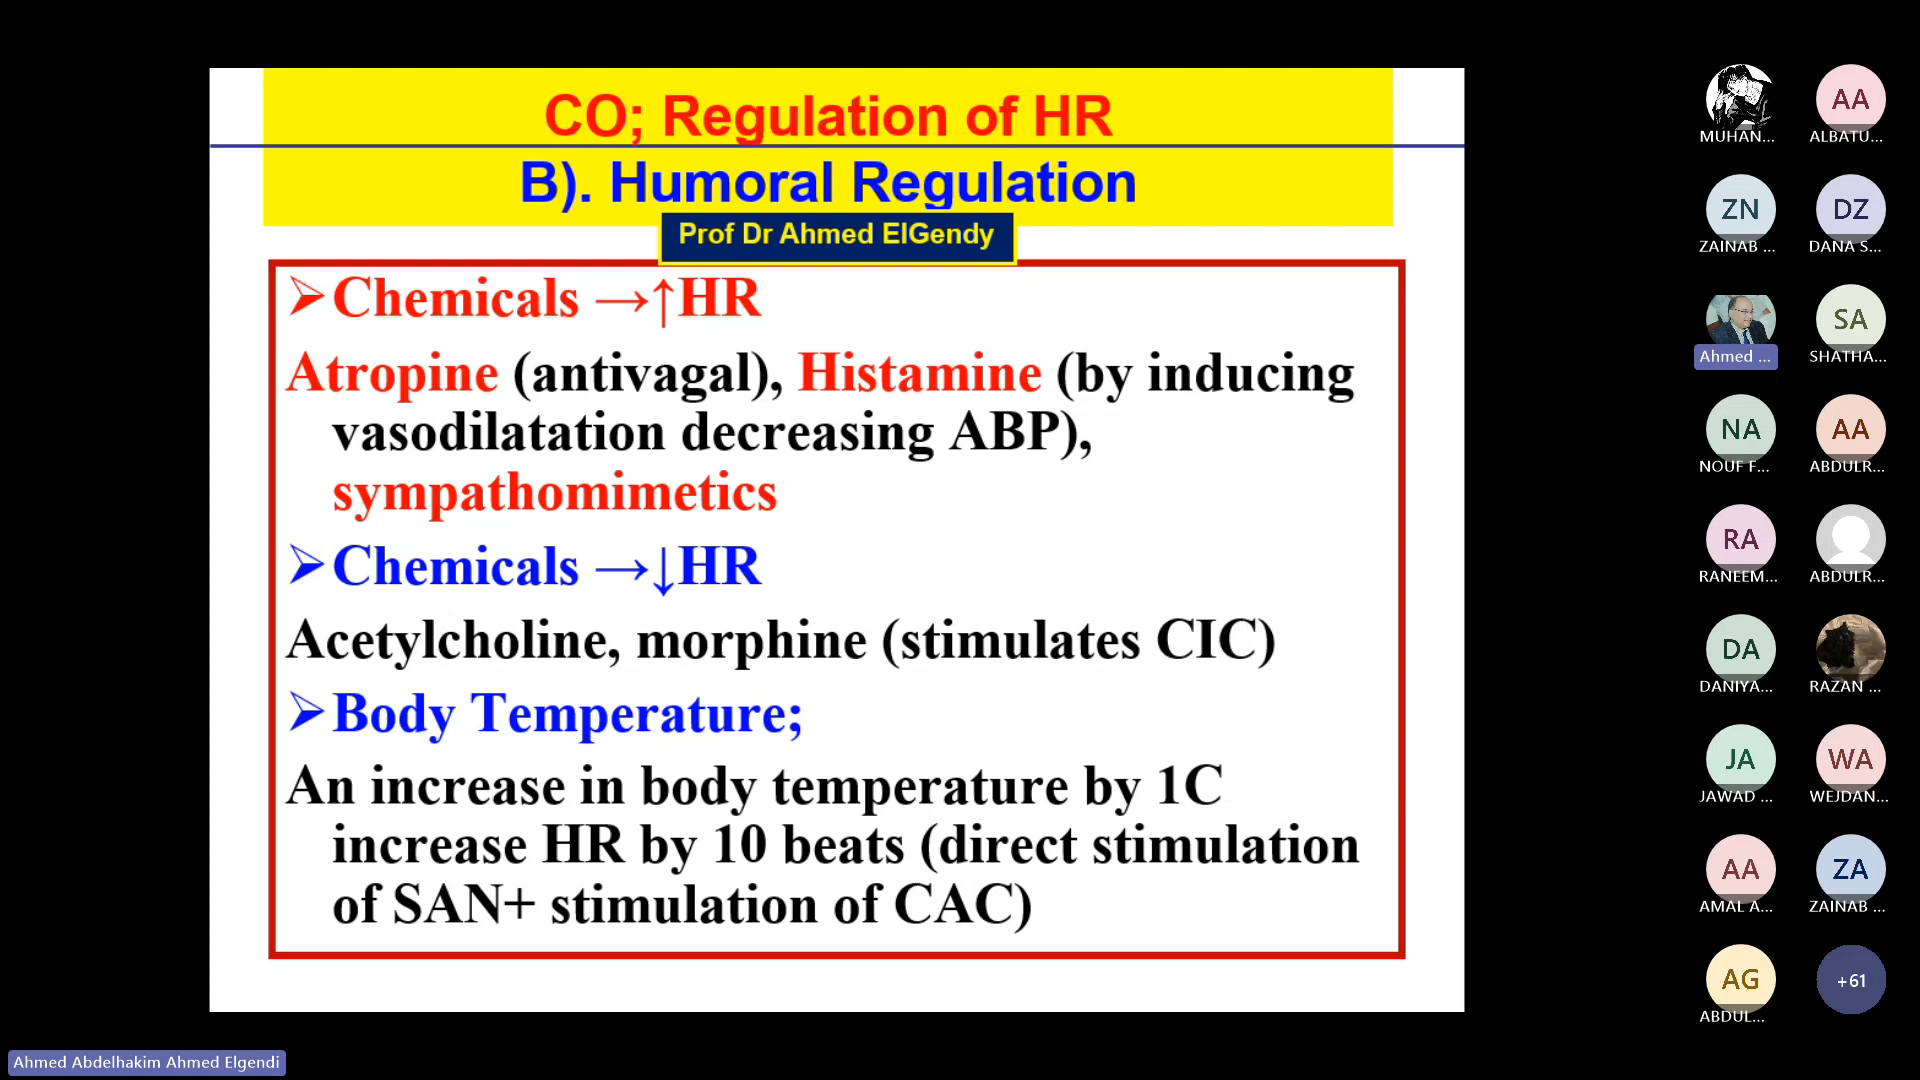 CO; Regulation of HR
B). Humoral Regulation
Prof Dr Ahmed ElGendy
➢Chemicals →↑HR
Atropine (antivagal), Histamine (by inducing
vasodilatation decreasing ABP),
sympathomimetics
➢Chemicals →↓HR
Acetylcholine, morphine (stimulates CIC)
➢Body Temperature;
An increase in body temperature by 1C
increase HR by 10 beats (direct stimulation
of SAN+ stimulation of CAC)
MUHAN...
AA
ALBATU...
ZN
ZAINAB ...
DZ
DANA S...
Ahmed ...
SA
SHATHA...
NA
NOUF F...
AA
ABDULR...
RA
RANEEM...
ABDULR...
DA
DANIYA...
RAZAN ...
JA
JAWAD ...
WA
WEJDAN...
AA
AMAL A...
ZA
ZAINAB ...
AG
ABDUL...
+61
Ahmed Abdelhakim Ahmed Elgendi